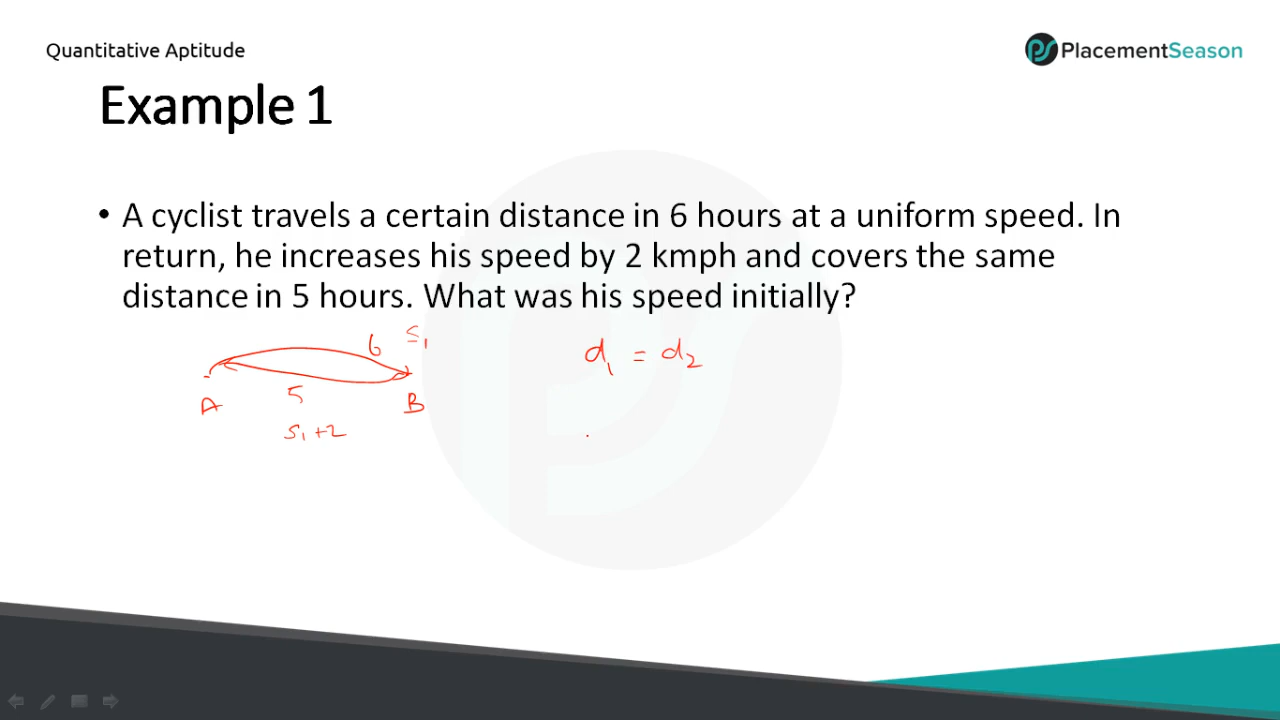 Quantitative Aptitude
PlacementSeason
Example 1
• A cyclist travels a certain distance in 6 hours at a uniform speed. In
return, he increases his speed by 2 kmph and covers the same
distance in 5 hours. What was his speed initially?
6 S₁
d₁ = d₂
A 5 B
S₁+2